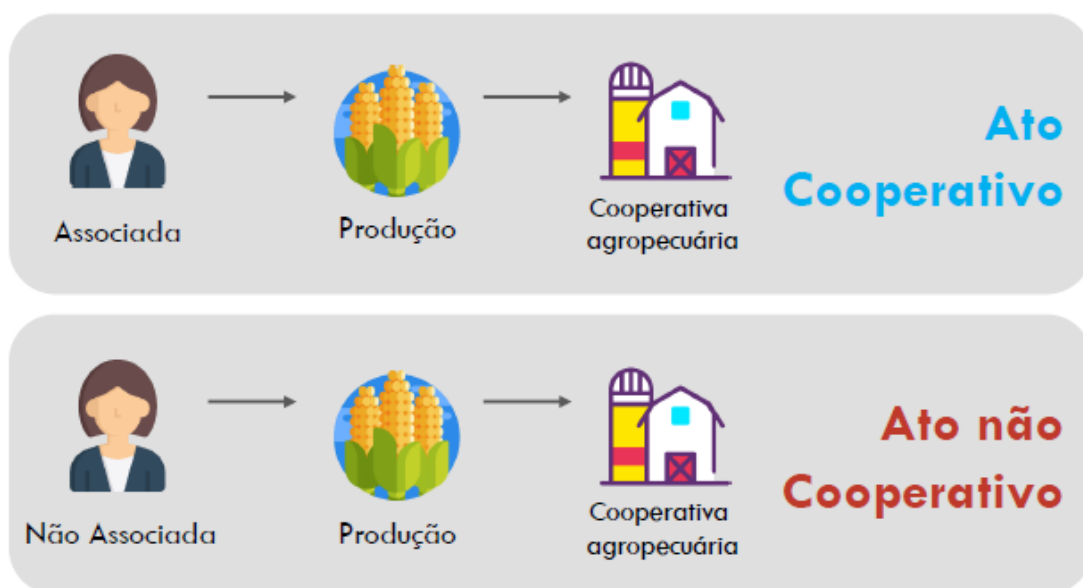 Ato
Cooperativo
Associada
Produção
Cooperativa
agropecuária
Ato não
Cooperativo
Não Associada
Produção
Cooperativa
agropecuária